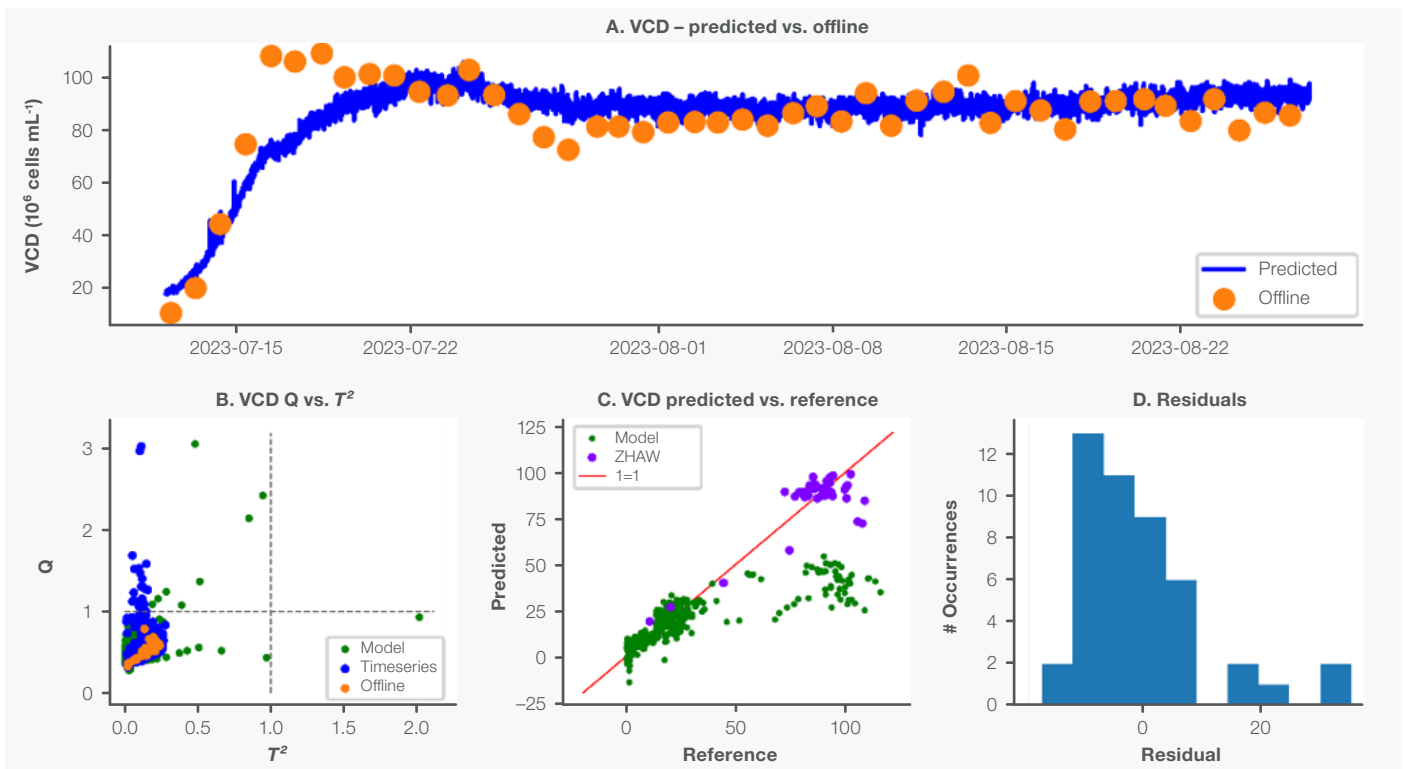 A. VCD – predicted vs. offline
VCD (10⁶ cells mL⁻¹)
100
80
60
40
20
Predicted
Offline
2023-07-15 2023-07-22 2023-08-01 2023-08-08 2023-08-15 2023-08-22
B. VCD Q vs. T²
Q
3
2
1
0
Model
Timeseries
Offline
0.0 0.5 1.0 1.5 2.0
T²
C. VCD predicted vs. reference
Predicted
125
100
75
50
25
0
−25
Model
ZHAW
1=1
0 50 100
Reference
D. Residuals
# Occurrences
12
10
8
6
4
2
0
0 20
Residual